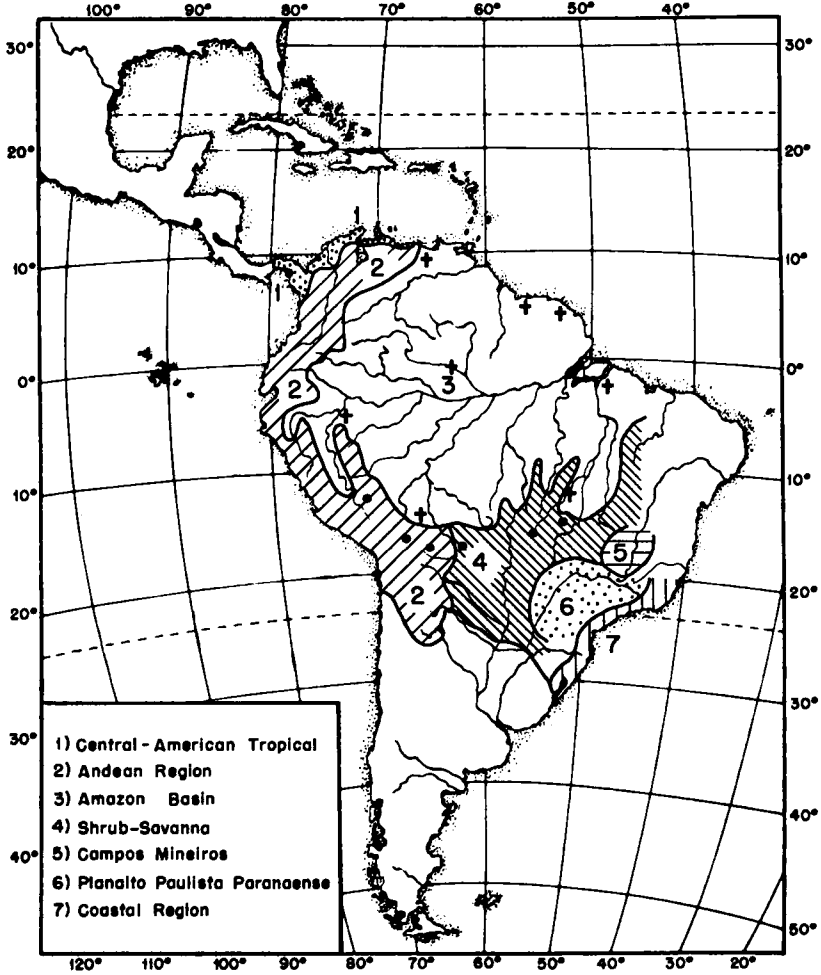 80° 70° 60° 50°
30° 30°
20° 20°
1
2
10° 10°
1
0° 2 3 0°
10° 10°
4 5
2 6
20° 20°
7
30°
30°
1) Central-American Tropical
2) Andean Region
3) Amazon Basin
40°
4) Shrub-Savanna
40°
5) Campos Mineiros
6) Planalto Paulista Paranaense
7) Coastal Region
50°
120° 110° 100° 90° 80° 70° 60° 50° 40° 30° 20°